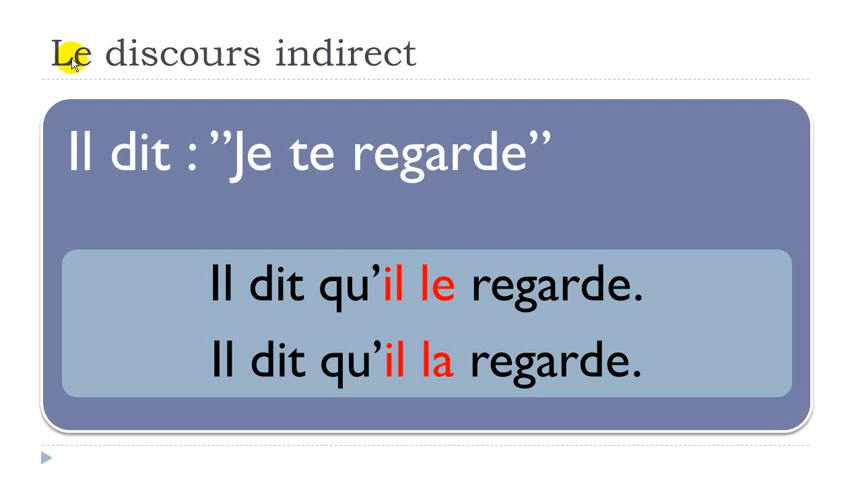 Le discours indirect
Il dit : ”Je te regarde”
Il dit qu’il le regarde.
Il dit qu’il la regarde.